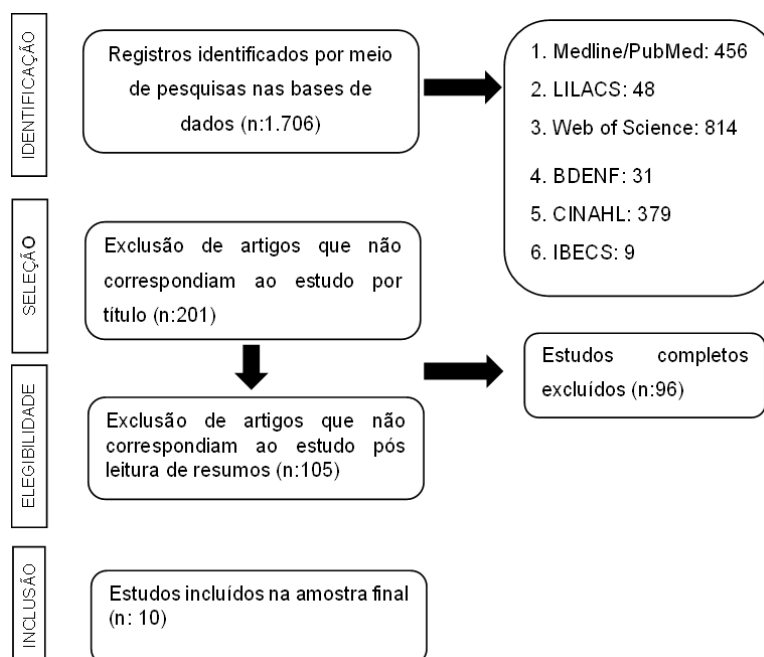 IDENTIFICAÇÃO
Registros identificados por meio
de pesquisas nas bases de
dados (n:1.706)
1. Medline/PubMed: 456
2. LILACS: 48
3. Web of Science: 814
4. BDENF: 31
5. CINAHL: 379
6. IBECS: 9
SELEÇÃO
Exclusão de artigos que não
correspondiam ao estudo por
título (n:201)
Estudos completos
excluídos (n:96)
ELEGIBILIDADE
Exclusão de artigos que não
correspondiam ao estudo pós
leitura de resumos (n:105)
INCLUSÃO
Estudos incluídos na amostra final
(n: 10)